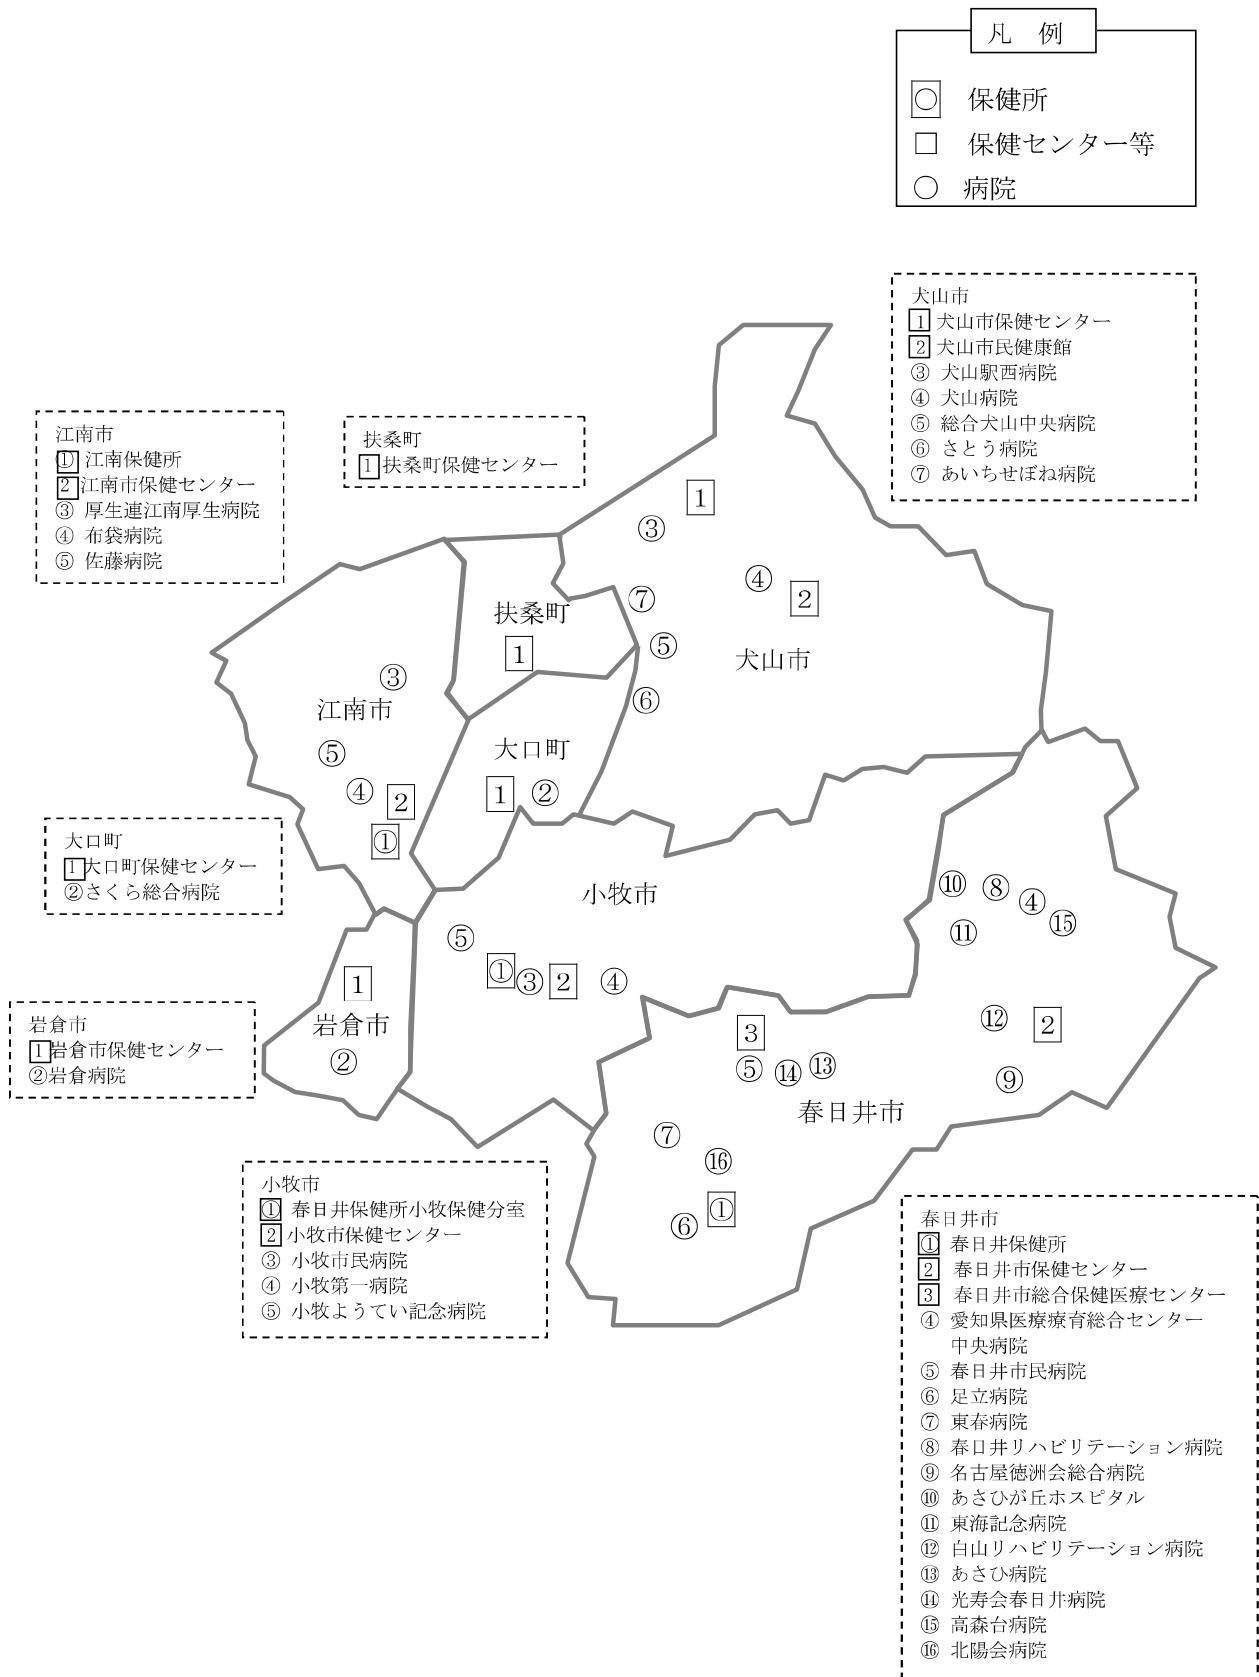 凡 例
保健所
□ 保健センター等
○ 病院
犬山市
1 犬山市保健センター
2 犬山市民健康館
③ 犬山駅西病院
④ 犬山病院
⑤ 総合犬山中央病院
⑥ さとう病院
⑦ あいちせぼね病院
扶桑町
1 扶桑町保健センター
江南市
① 江南保健所
2 江南市保健センター
③ 厚生連江南厚生病院
④ 布袋病院
⑤ 佐藤病院
1
③
④
2
⑦
扶桑町
1
⑤
犬山市
③
江南市
⑥
⑤
大口町
④
2
1
②
①
大口町
1 大口町保健センター
②さくら総合病院
小牧市
⑩
⑧
④
⑮
⑪
⑤
①
③
2
④
1
岩倉市
②
岩倉市
1 岩倉市保健センター
②岩倉病院
⑫
2
3
⑤
⑭
⑬
⑨
春日井市
⑦
⑯
①
⑥
小牧市
① 春日井保健所小牧保健分室
2 小牧市保健センター
③ 小牧市民病院
④ 小牧第一病院
⑤ 小牧ようてい記念病院
春日井市
① 春日井保健所
2 春日井市保健センター
3 春日井市総合保健医療センター
④ 愛知県医療療育総合センター
中央病院
⑤ 春日井市民病院
⑥ 足立病院
⑦ 東春病院
⑧ 春日井リハビリテーション病院
⑨ 名古屋徳洲会総合病院
⑩ あさひが丘ホスピタル
⑪ 東海記念病院
⑫ 白山リハビリテーション病院
⑬ あさひ病院
⑭ 光寿会春日井病院
⑮ 高森台病院
⑯ 北陽会病院